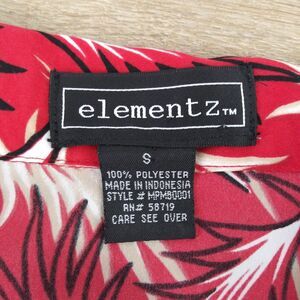 elementz™
S
100% POLYESTER
MADE IN INDONESIA
STYLE # MPMB0001
RN# 58719
CARE SEE OVER